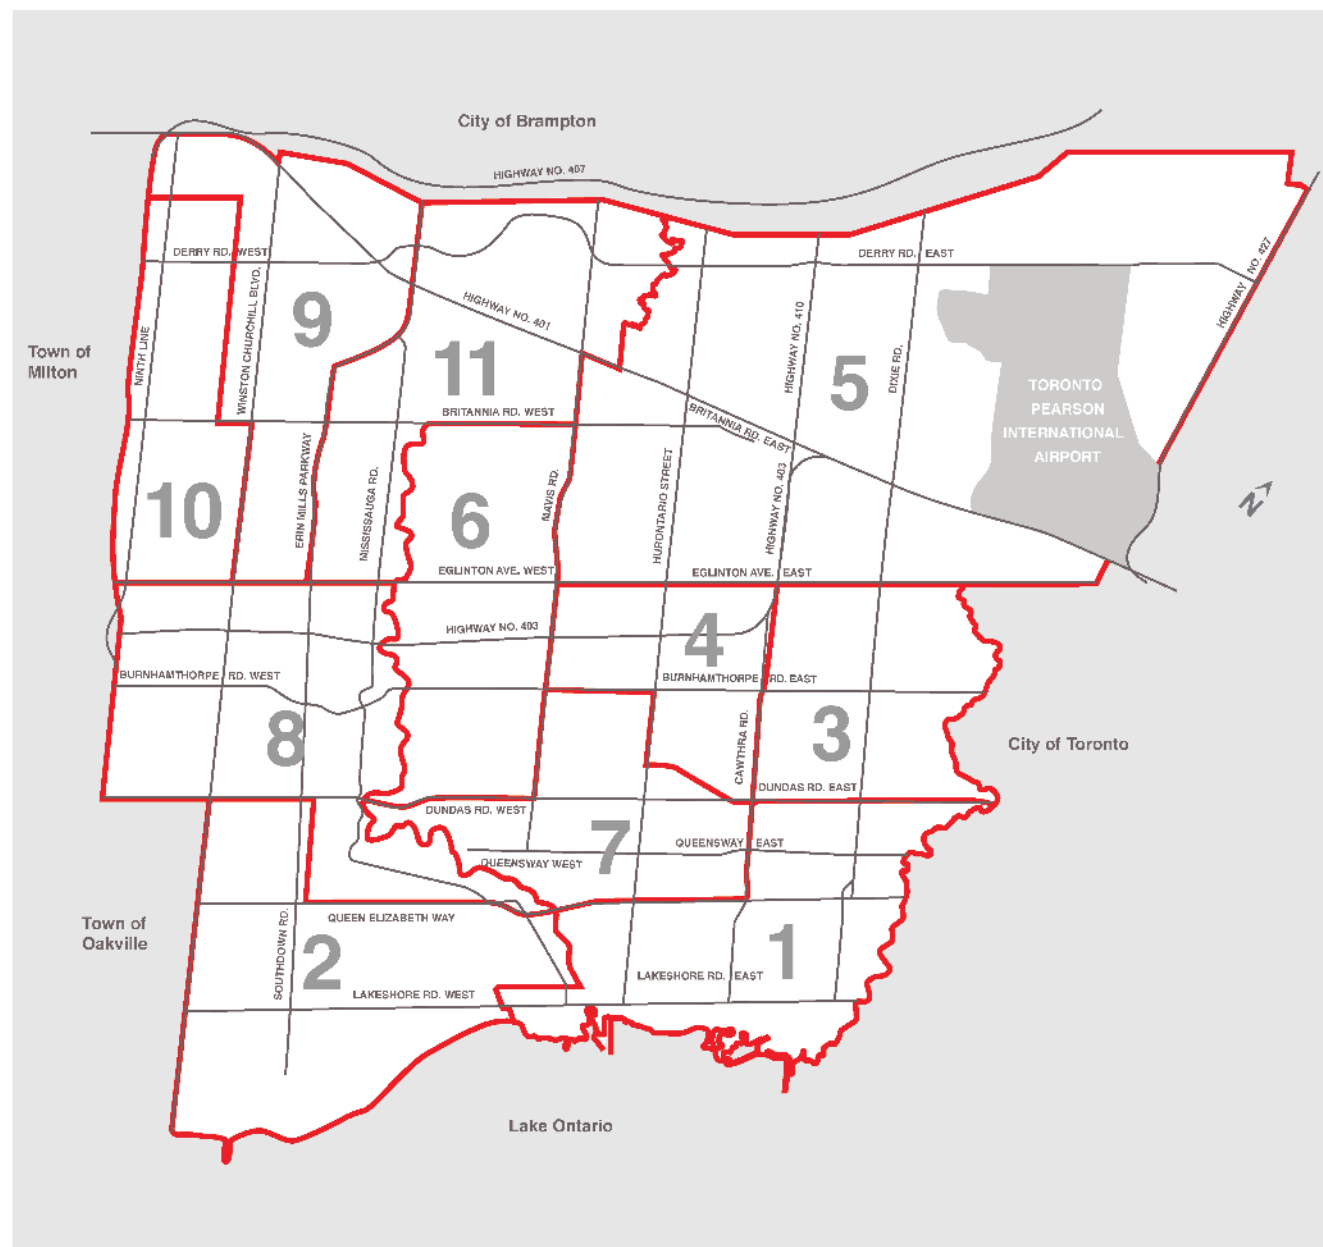 City of Brampton
HIGHWAY NO. 407
DERRY RD. WEST
DERRY RD. EAST
HIGHWAY NO. 427
WINSTON CHURCHILL BLVD.
9
HIGHWAY NO. 401
HIGHWAY NO. 410
NINTH LINE
Town of
Milton
11
5
DIXIE RD.
TORONTO
PEARSON
INTERNATIONAL
AIRPORT
BRITANNIA RD. WEST
BRITANNIA RD. EAST
ERIN MILLS PARKWAY
MISSISSAUGA RD.
10
6
MAVIS RD.
HURONTARIO STREET
HIGHWAY NO. 403
N
EGLINTON AVE. WEST
EGLINTON AVE. EAST
HIGHWAY NO. 403
4
BURNHAMTHORPE RD. WEST
BURNHAMTHORPE RD. EAST
8
CAWTHRA RD.
3
City of Toronto
DUNDAS RD. EAST
DUNDAS RD. WEST
7
QUEENSWAY EAST
QUEENSWAY WEST
Town of
Oakville
SOUTHDOWN RD.
QUEEN ELIZABETH WAY
2
1
LAKESHORE RD. EAST
LAKESHORE RD. WEST
Lake Ontario